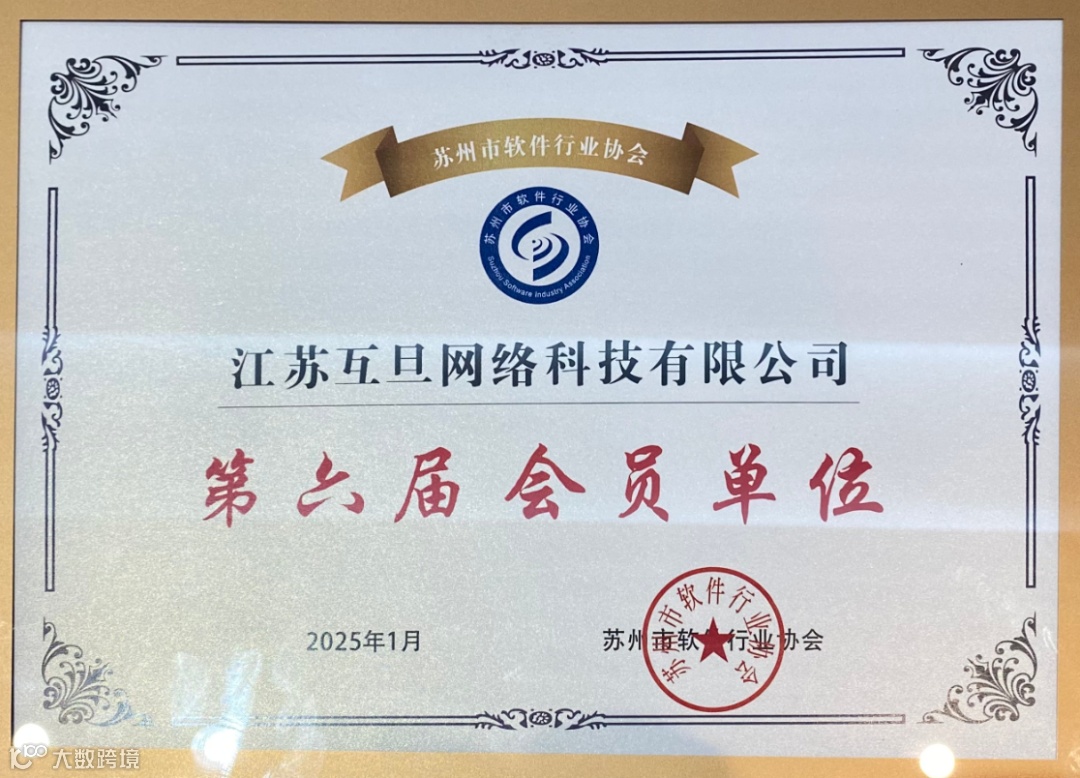 苏州市软件行业协会
苏州市软件行业协会
Suzhou Software Industry Association
江苏互旦网络科技有限公司
第六届会员单位
2025年1月
苏州市软件行业协会
苏州市软件行业协会
大数跨境